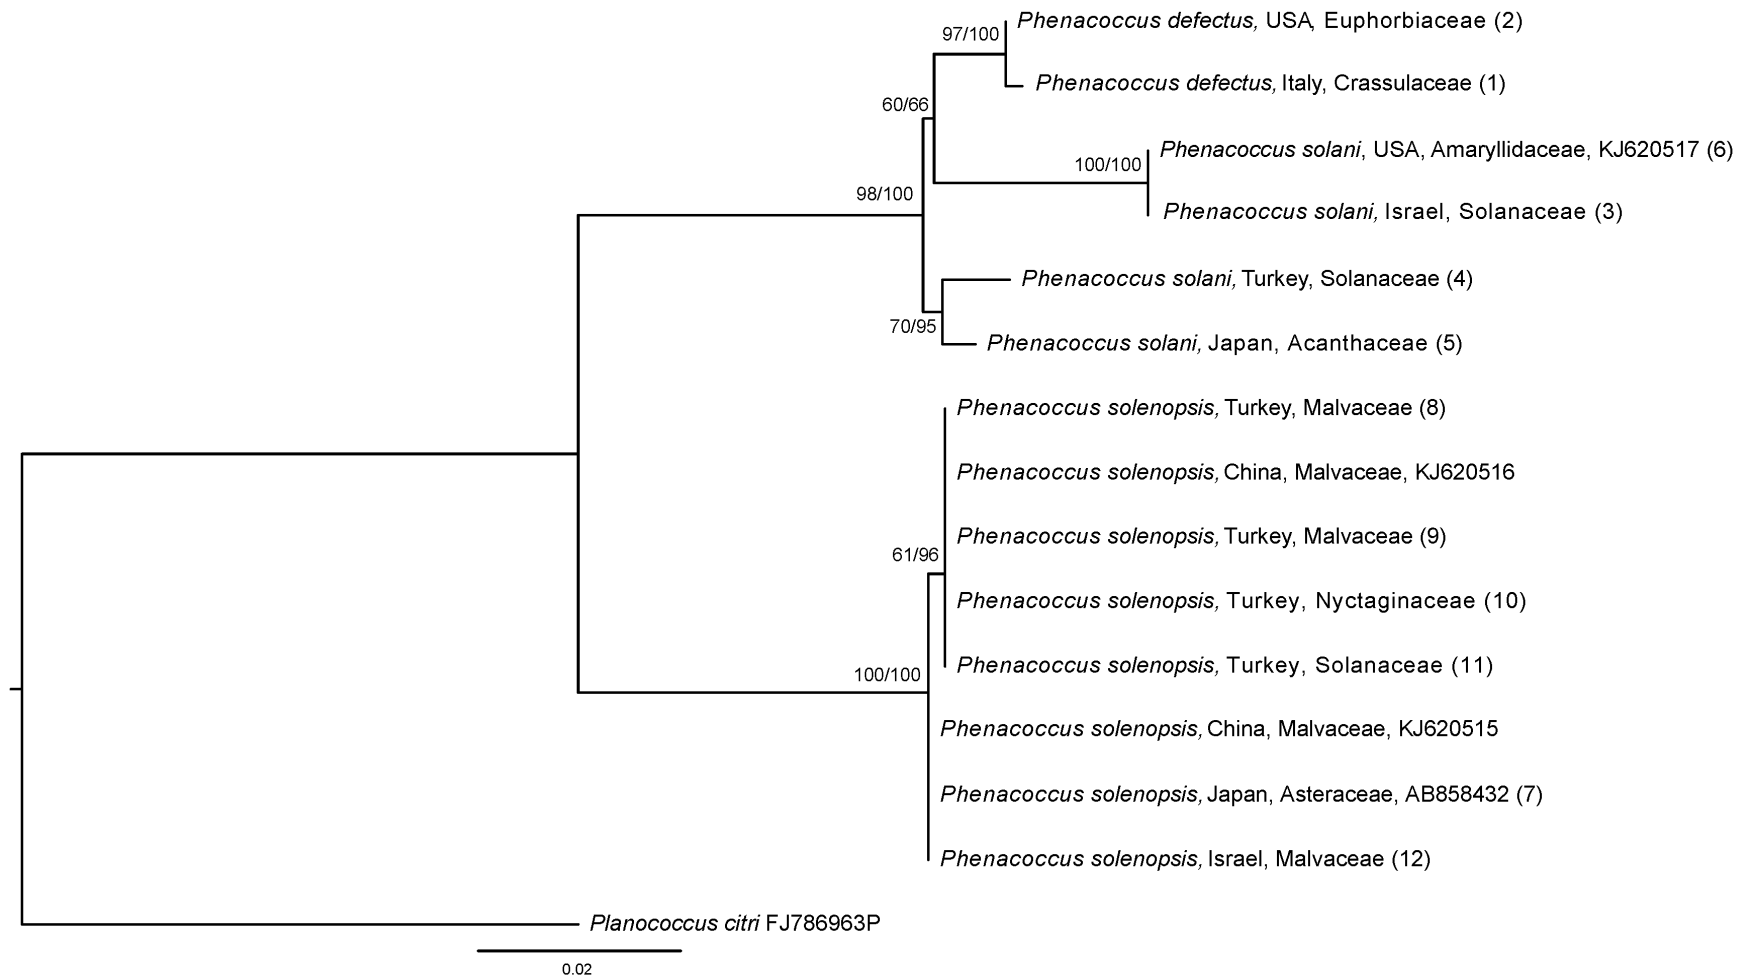 Phenacoccus defectus, USA, Euphorbiaceae (2)
97/100
Phenacoccus defectus, Italy, Crassulaceae (1)
60/66
Phenacoccus solani, USA, Amaryllidaceae, KJ620517 (6)
100/100
98/100
Phenacoccus solani, Israel, Solanaceae (3)
Phenacoccus solani, Turkey, Solanaceae (4)
70/95
Phenacoccus solani, Japan, Acanthaceae (5)
Phenacoccus solenopsis, Turkey, Malvaceae (8)
Phenacoccus solenopsis, China, Malvaceae, KJ620516
Phenacoccus solenopsis, Turkey, Malvaceae (9)
61/96
Phenacoccus solenopsis, Turkey, Nyctaginaceae (10)
Phenacoccus solenopsis, Turkey, Solanaceae (11)
100/100
Phenacoccus solenopsis, China, Malvaceae, KJ620515
Phenacoccus solenopsis, Japan, Asteraceae, AB858432 (7)
Phenacoccus solenopsis, Israel, Malvaceae (12)
Planococcus citri FJ786963P
0.02